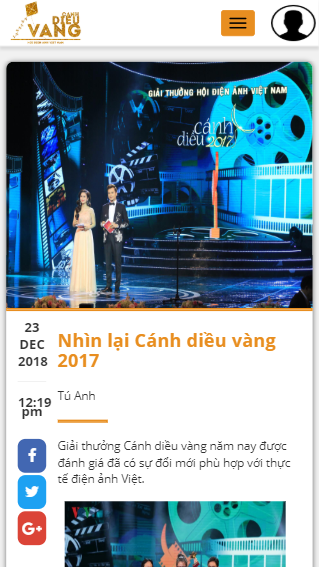 CÁNH
DIỀU
VANG
GIẢI THƯỞNG HỘI ĐIỆN ẢNH VIỆT NAM
cánh
diều 2017
23
DEC
2018
Nhìn lại Cánh diều vàng
2017
12:19
pm
Tú Anh
Giải thưởng Cánh diều vàng năm nay được
đánh giá đã có sự đổi mới phù hợp với thực
tế điện ảnh Việt.